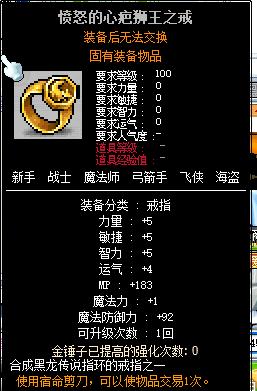 愤怒的心疤狮王之戒
装备后无法交换
固有装备物品
要求等级： 100
要求力量： 0
要求敏捷： 0
要求智力： 0
要求运气： 0
要求人气度： -
道具等级： -
道具经验值： -
新手 战士 魔法师 弓箭手 飞侠 海盗
装备分类 ： 戒指
力量 ： +5
敏捷 ： +5
智力 ： +5
运气 ： +4
MP ： +183
魔法力 ： +1
魔法防御力 ： +92
可升级次数 ： 1回
金锤子已提高的强化次数: 0
合成黑龙传说指环的戒指之一
使用宿命剪刀，可以使物品交易1次。